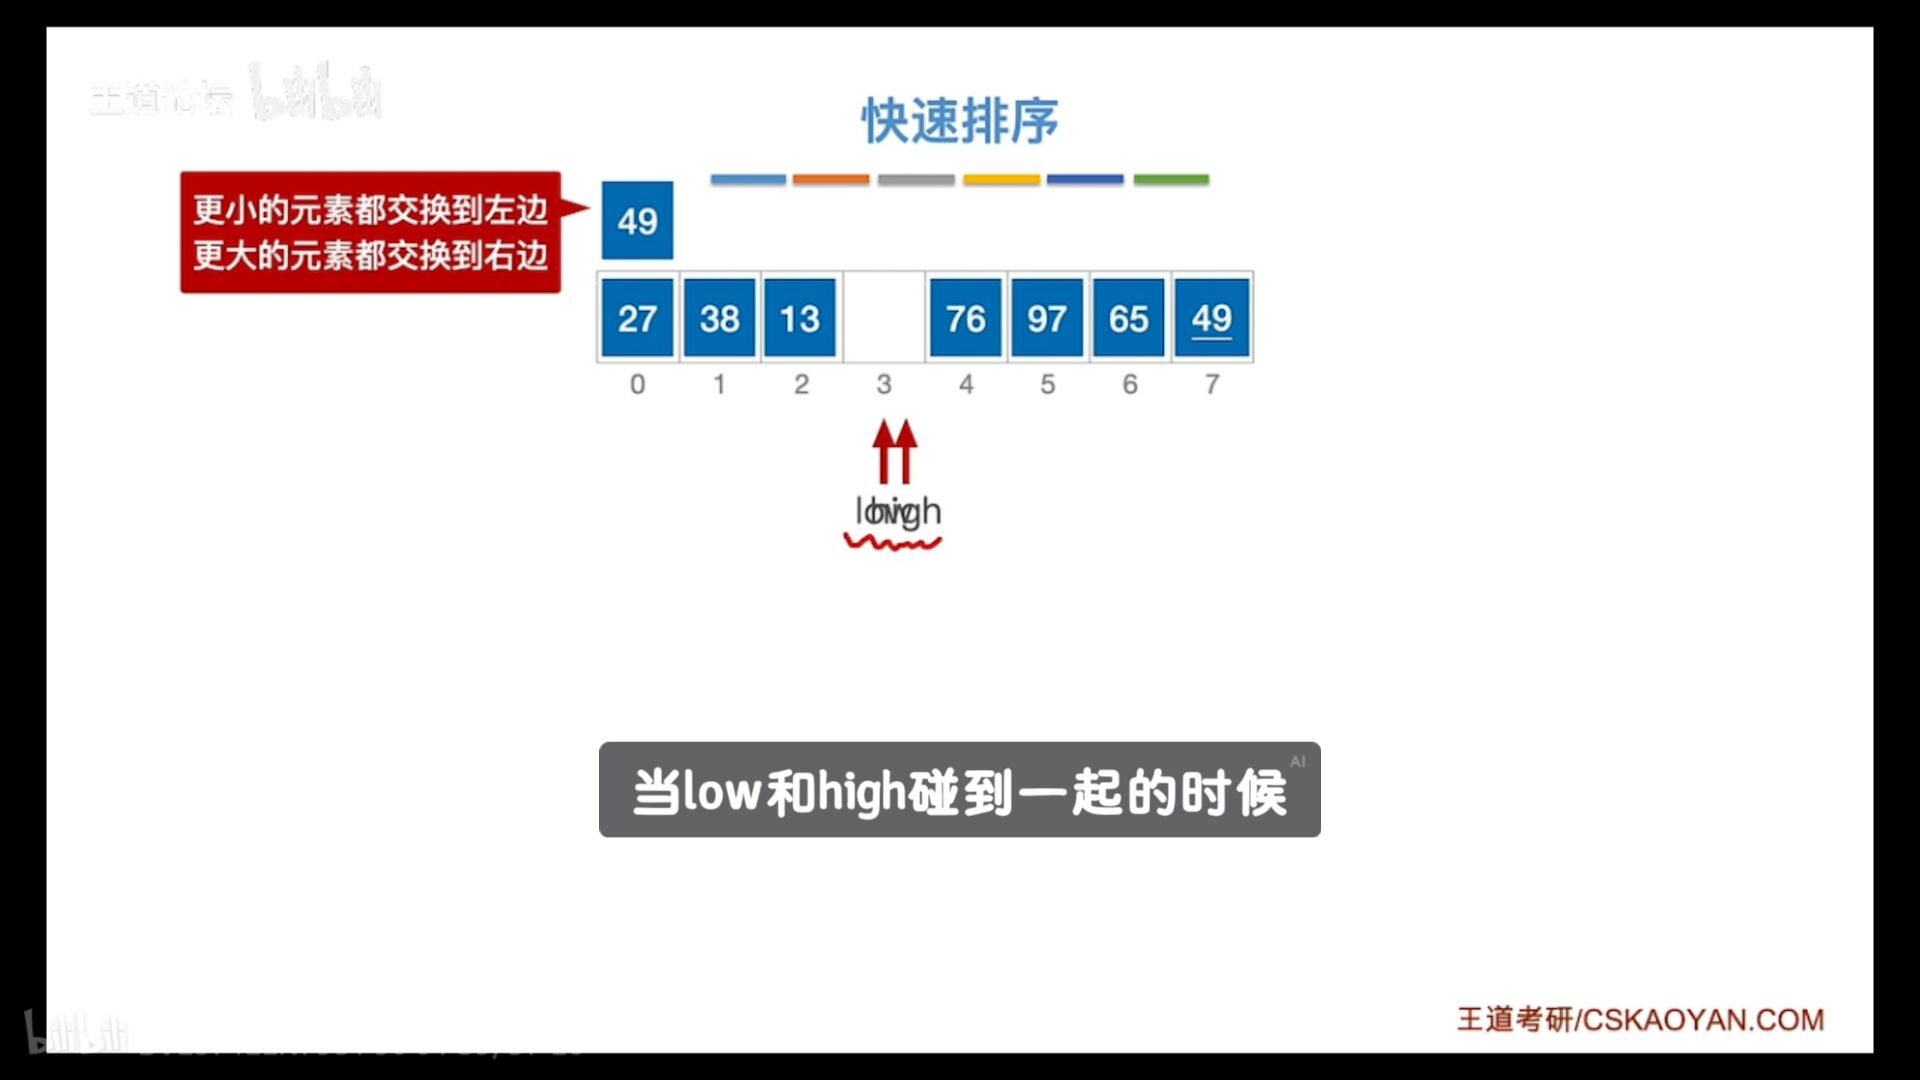 王道论坛 bilibili
快速排序
更小的元素都交换到左边
更大的元素都交换到右边
49
27 38 13 76 97 65 49
0 1 2 3 4 5 6 7
low high
当low和high碰到一起的时候
AI
王道考研/CSKAOYAN.COM
bilibili